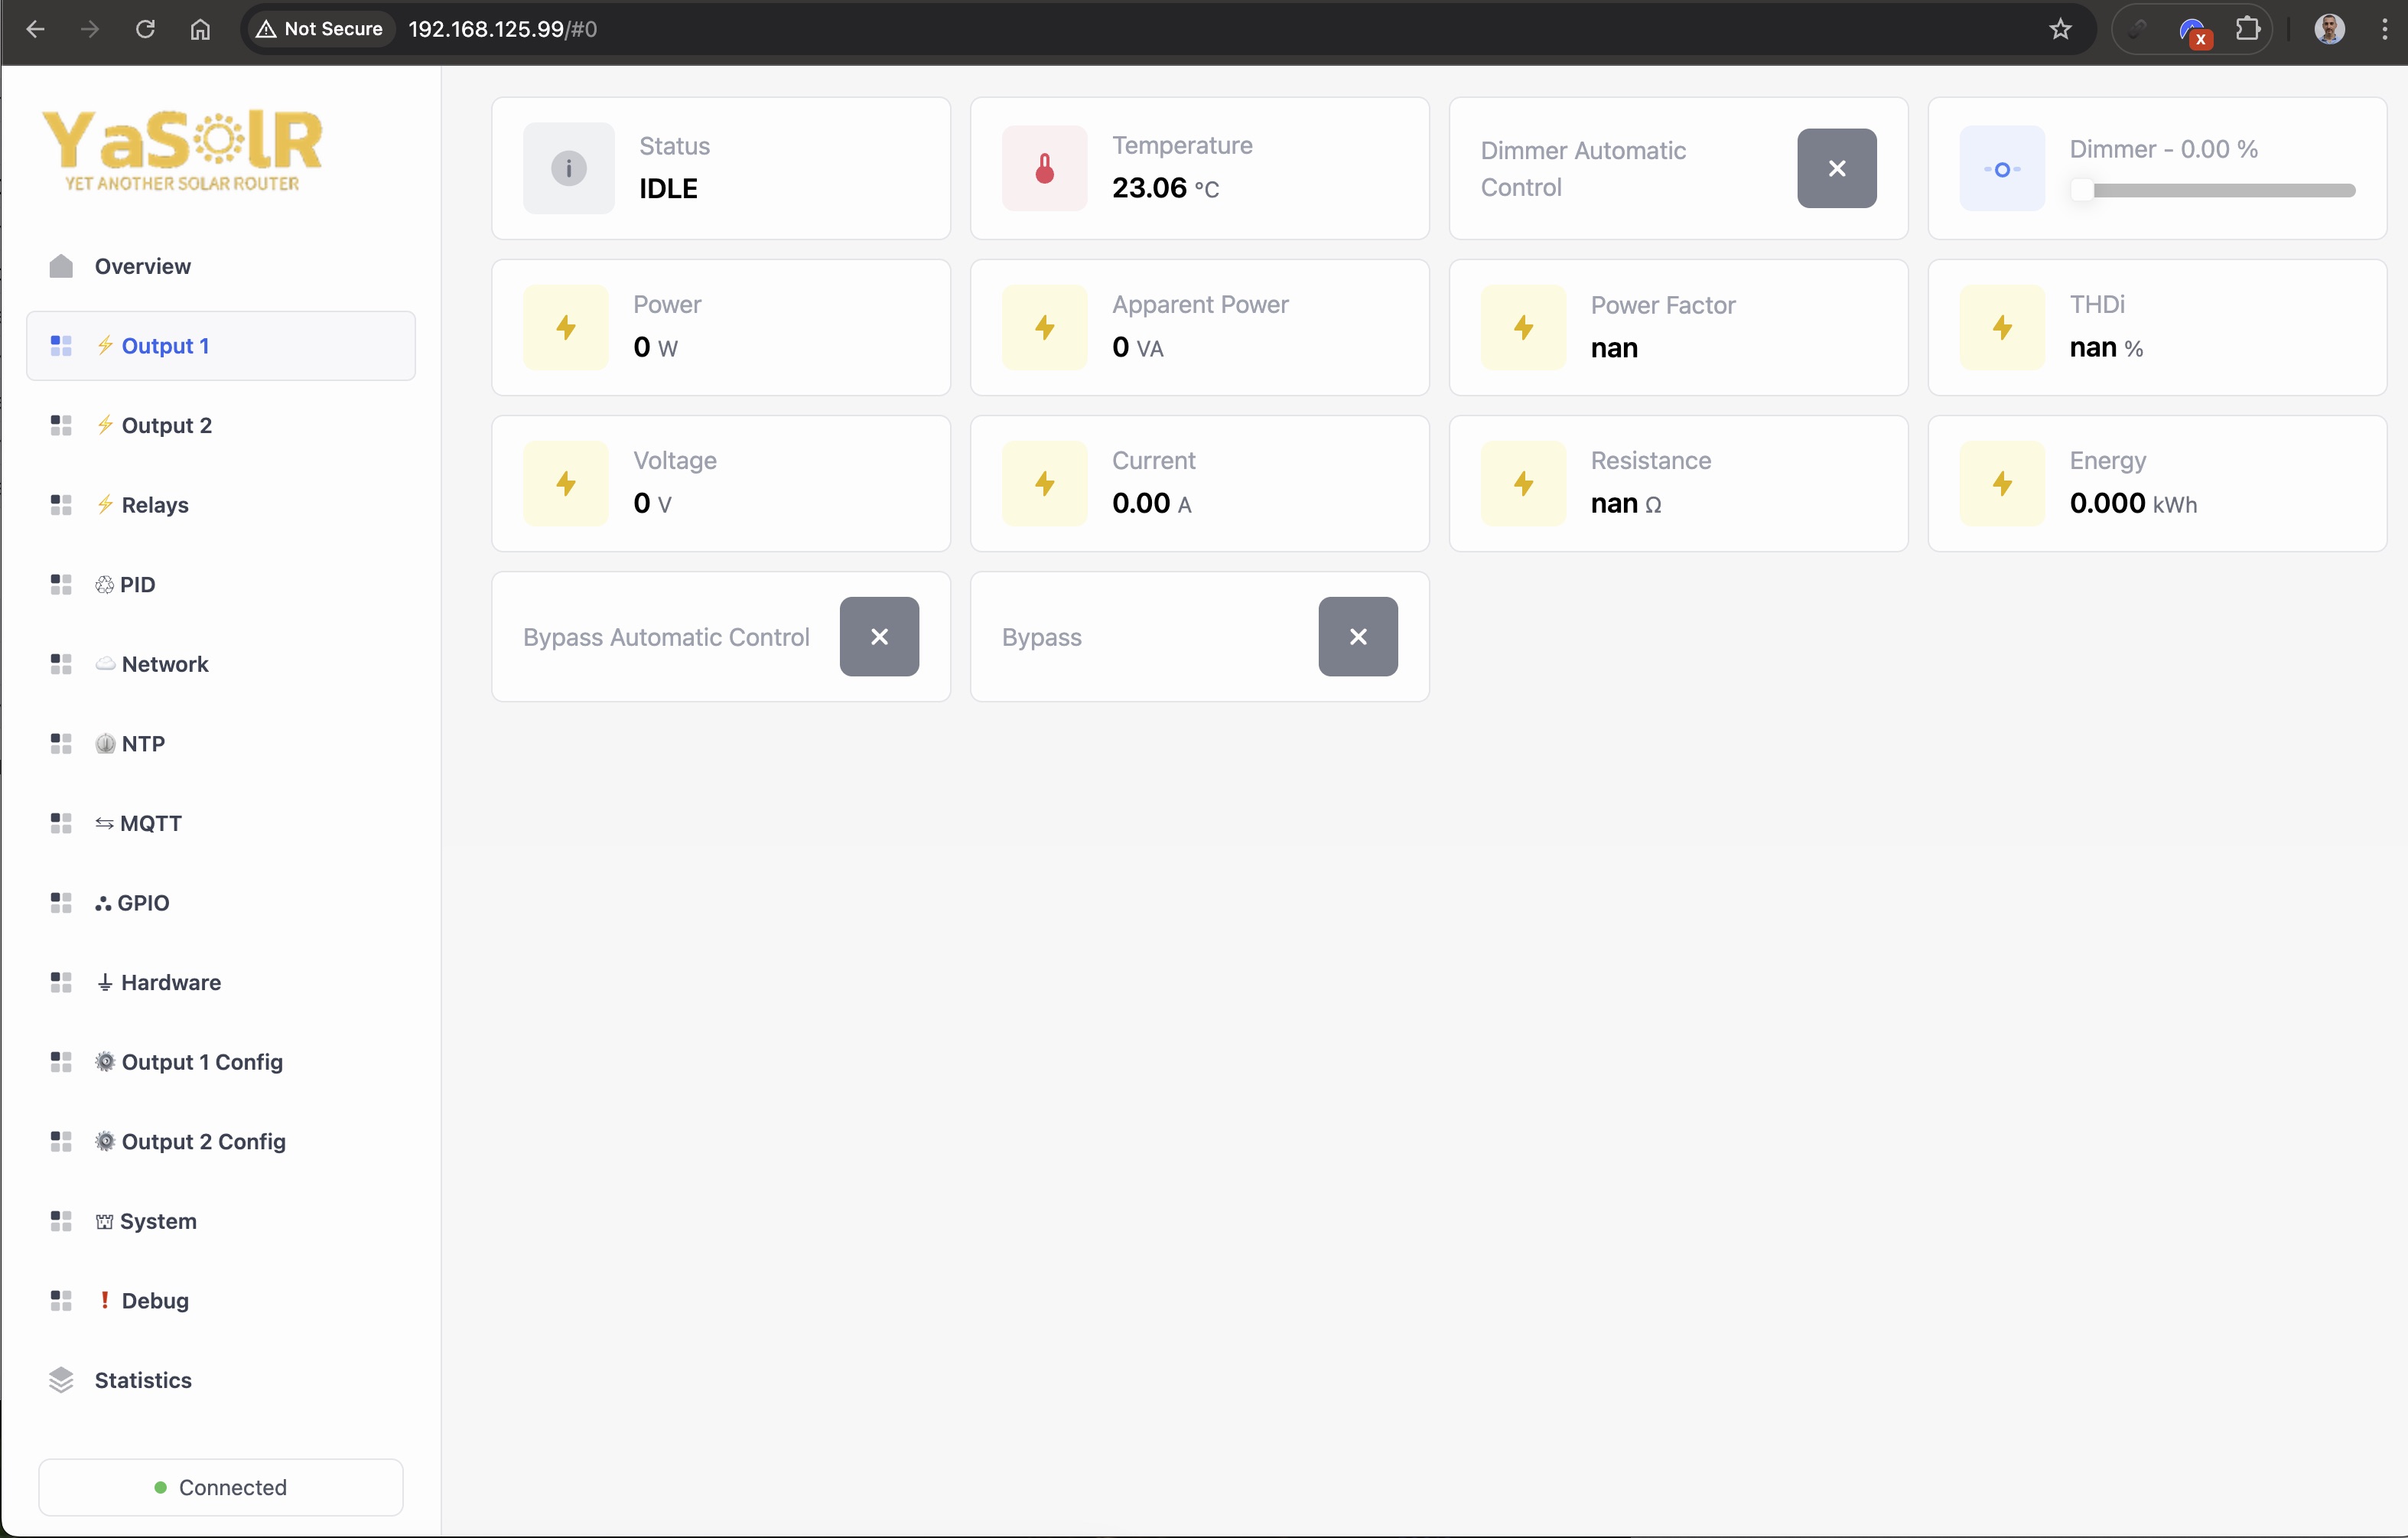 Not Secure
192.168.125.99/#0
X
YaSolR
YET ANOTHER SOLAR ROUTER
Overview
⚡ Output 1
⚡ Output 2
⚡ Relays
♲ PID
☁ Network
NTP
⇆ MQTT
GPIO
⏚ Hardware
⚙ Output 1 Config
⚙ Output 2 Config
System
❗ Debug
Statistics
Connected
Status
IDLE
Temperature
23.06 °C
Dimmer Automatic
Control
Dimmer - 0.00 %
Power
0 W
Apparent Power
0 VA
Power Factor
nan
THDi
nan %
Voltage
0 V
Current
0.00 A
Resistance
nan Ω
Energy
0.000 kWh
Bypass Automatic Control
Bypass